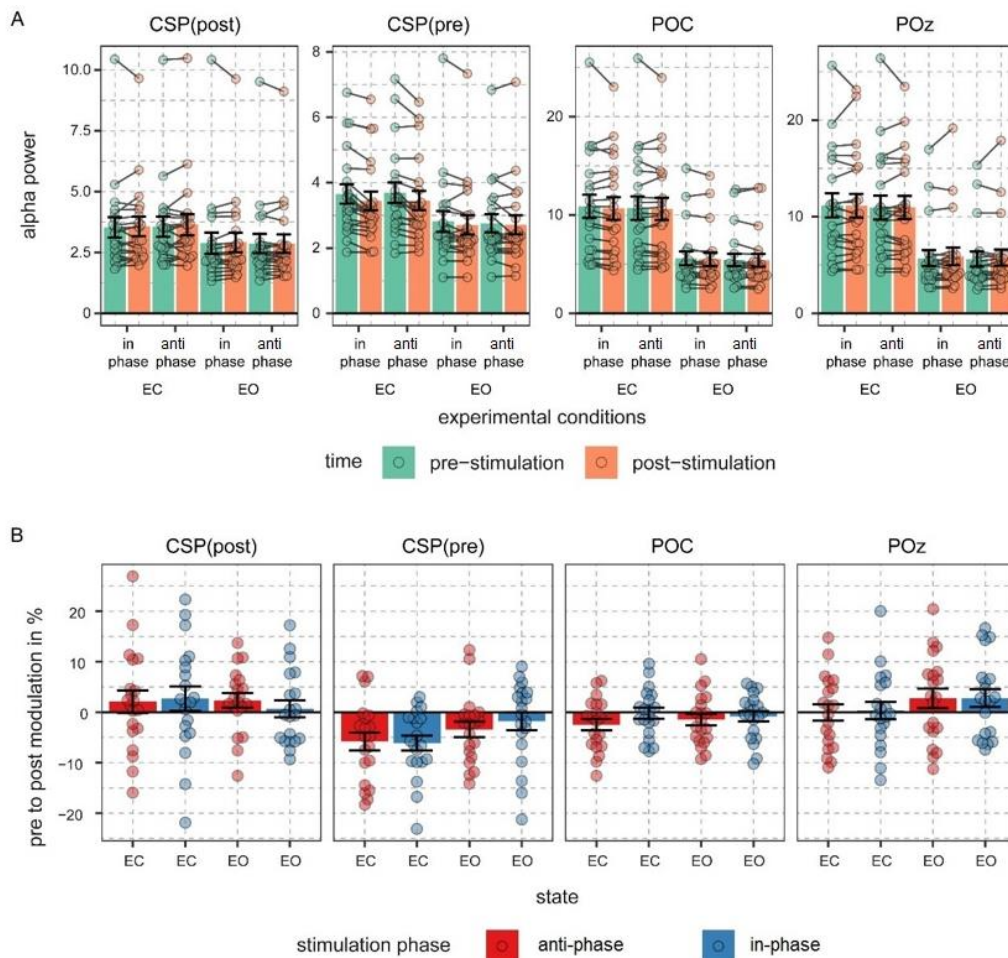 A
CSP(post) CSP(pre) POC POz
alpha power
10.0
7.5
5.0
2.5
0
8
6
4
2
0
20
10
0
20
10
0
in phase anti phase in phase anti phase in phase anti phase in phase anti phase in phase anti phase in phase anti phase in phase anti phase in phase anti phase
EC EO EC EO EC EO EC EO
experimental conditions
time pre−stimulation post−stimulation
B
CSP(post) CSP(pre) POC POz
pre to post modulation in %
20
10
0
−10
−20
EC EC EO EO EC EC EO EO EC EC EO EO EC EC EO EO
state
stimulation phase anti-phase in-phase